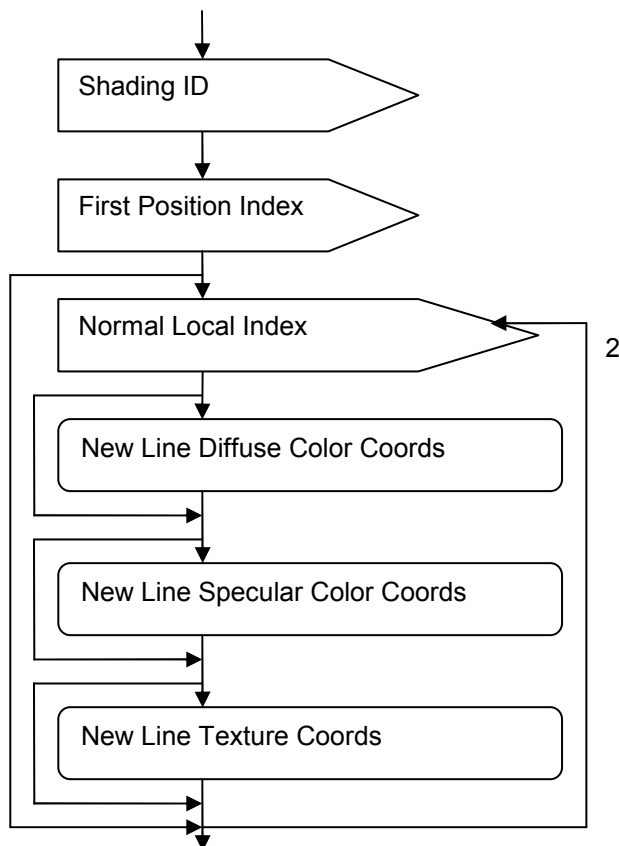 Shading ID
First Position Index
Normal Local Index
2
New Line Diffuse Color Coords
New Line Specular Color Coords
New Line Texture Coords